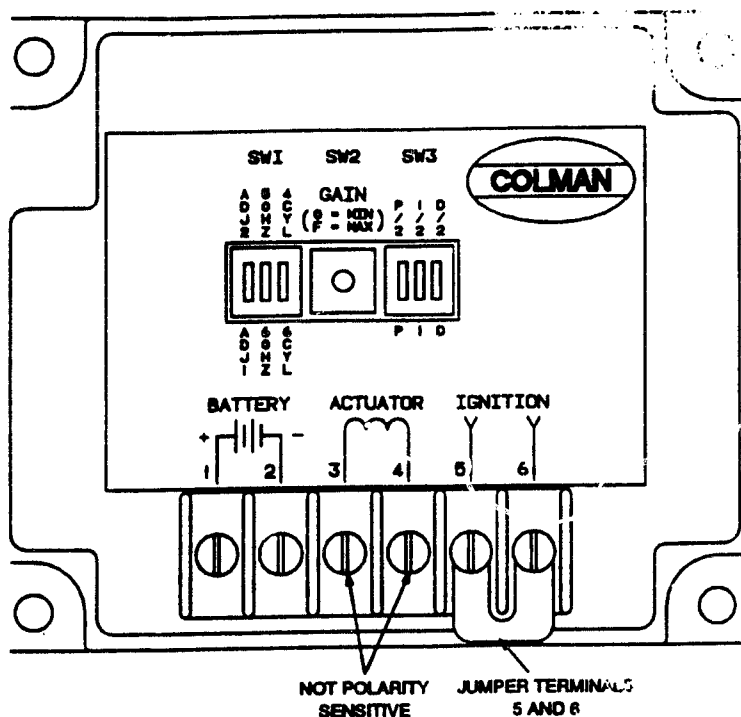 SW1 SW2 SW3
COLMAN
ADJ2 50HZ 4CYL
GAIN
(0 = MIN
F = MAX)
P/2 I/2 D/2
ADJ1 60HZ 6CYL
P I D
BATTERY ACTUATOR IGNITION
+ −
1 2 3 4 5 6
NOT POLARITY
SENSITIVE
JUMPER TERMINALS
5 AND 6